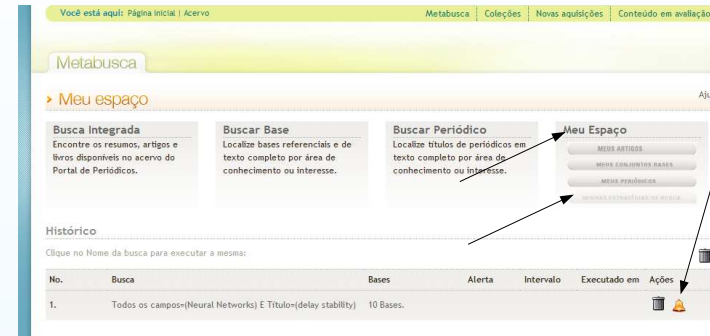 Você está aqui: Página Inicial | Acervo
Metabusca | Coleções | Novas aquisições | Conteúdo em avaliação
Metabusca
Meu espaço
Busca Integrada
Encontre os resumos, artigos e
livros disponíveis no acervo do
Portal de Periódicos.
Buscar Base
Localize bases referenciais e de
texto completo por área de
conhecimento ou interesse.
Buscar Periódico
Localize títulos de periódicos em
texto completo por área de
conhecimento ou interesse.
Meu Espaço
MEUS ARTIGOS
MEUS CONJUNTOS BASES
MEUS PERIÓDICOS
MINHAS ESTRATÉGIAS DE BUSCA
Histórico
Clique no Nome da busca para executar a mesma:
No. Busca Bases Alerta Intervalo Executado em Ações
1. Todos os campos=(Neural Networks) E Título=(delay stability) 10 Bases.